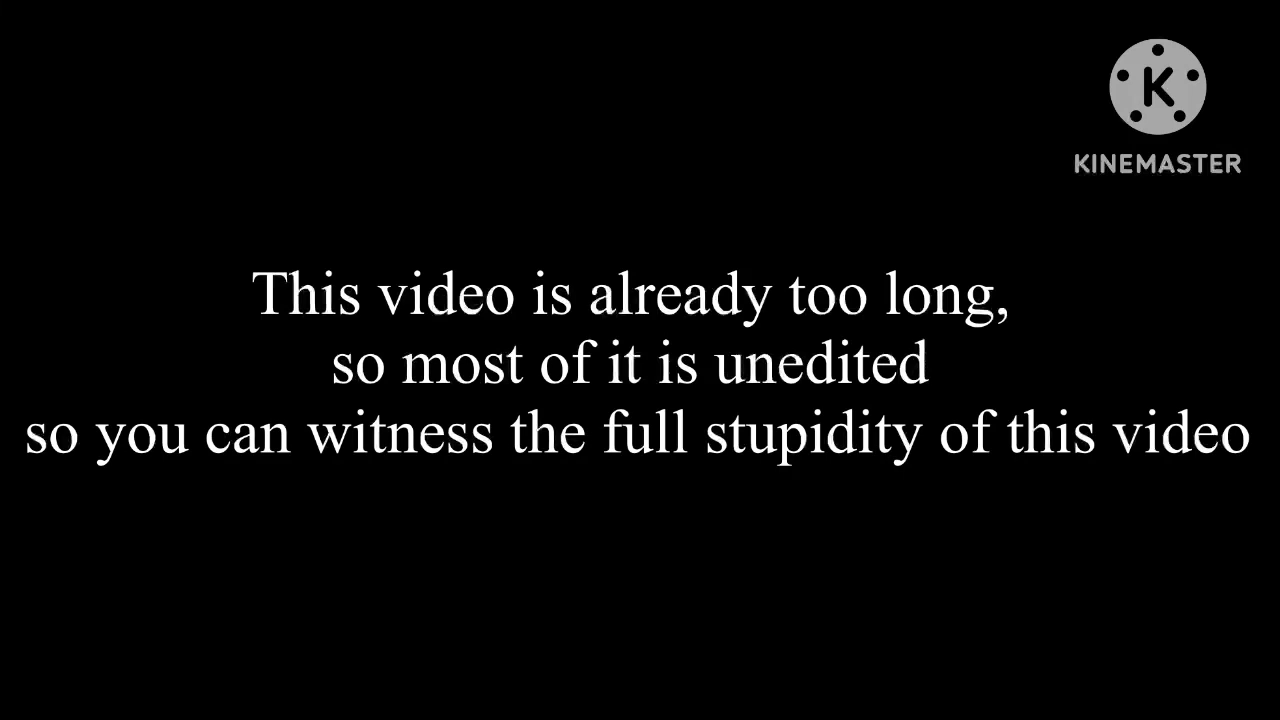 K
KINEMASTER
This video is already too long,
so most of it is unedited
so you can witness the full stupidity of this video